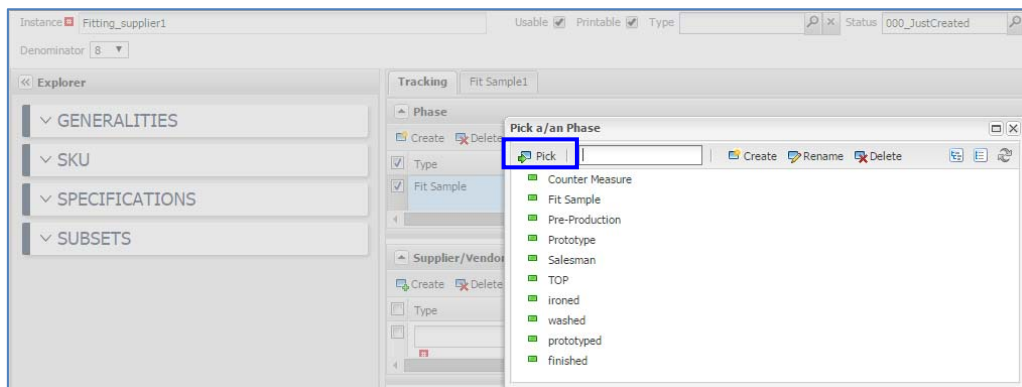 Instance Fitting_supplier1 Usable Printable Type Status 000_JustCreated
Denominator 8
Explorer
GENERALITIES
SKU
SPECIFICATIONS
SUBSETS
Tracking Fit Sample1
Phase
Create Delete
Type
Fit Sample
Supplier/Vendor
Create Delete
Type
Pick a/an Phase
Pick Create Rename Delete
Counter Measure
Fit Sample
Pre-Production
Prototype
Salesman
TOP
ironed
washed
prototyped
finished